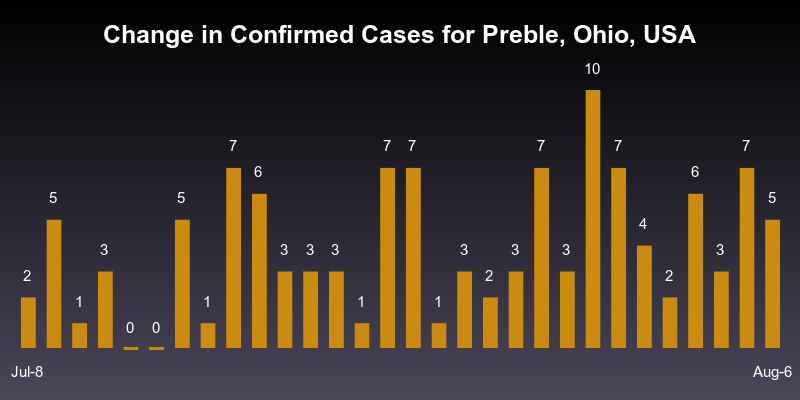 Change in Confirmed Cases for Preble, Ohio, USA
2 5 1 3 0 0 5 1 7 6 3 3 3 1 7 7 1 3 2 3 7 3 10 7 4 2 6 3 7 5
Jul-8 Aug-6